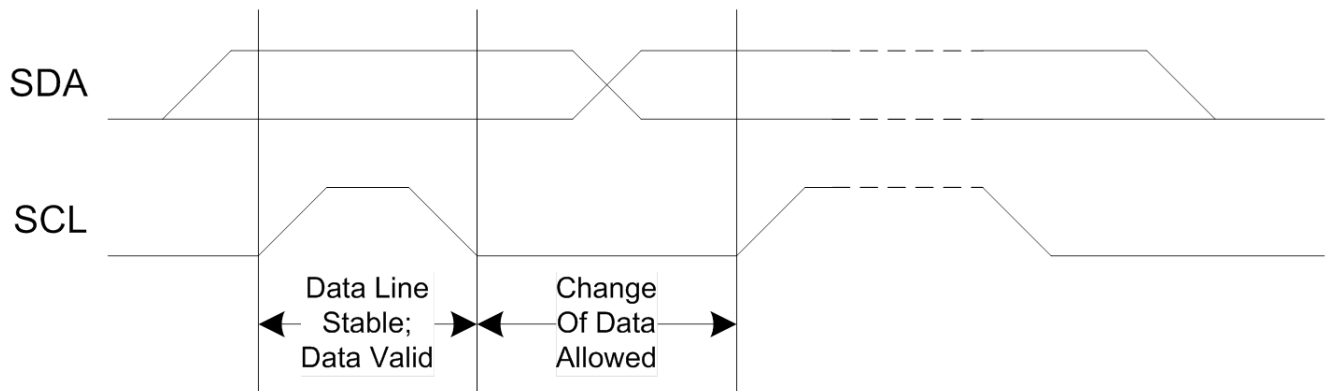 SDA
SCL
Data Line
Stable;
Data Valid
Change
Of Data
Allowed